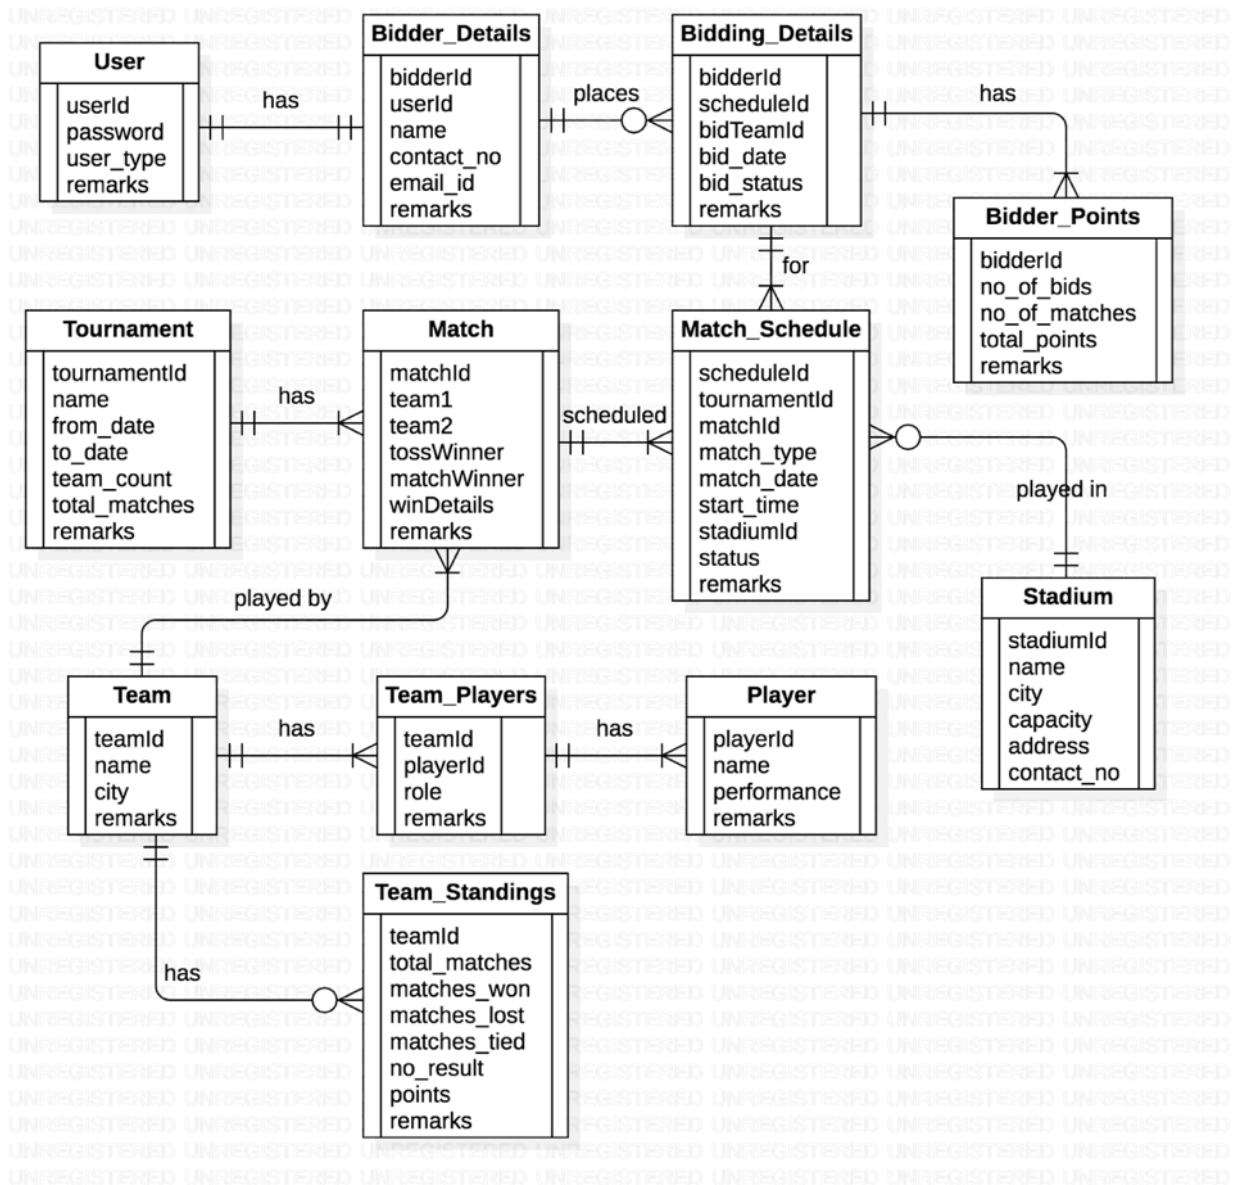 User
userId
password
user_type
remarks
has
Bidder_Details
bidderId
userId
name
contact_no
email_id
remarks
places
Bidding_Details
bidderId
scheduleId
bidTeamId
bid_date
bid_status
remarks
has
for
Bidder_Points
bidderId
no_of_bids
no_of_matches
total_points
remarks
Tournament
tournamentId
name
from_date
to_date
team_count
total_matches
remarks
has
Match
matchId
team1
team2
tossWinner
matchWinner
winDetails
remarks
scheduled
Match_Schedule
scheduleId
tournamentId
matchId
match_type
match_date
start_time
stadiumId
status
remarks
played in
Stadium
stadiumId
name
city
capacity
address
contact_no
played by
Team
teamId
name
city
remarks
has
Team_Players
teamId
playerId
role
remarks
has
Player
playerId
name
performance
remarks
has
Team_Standings
teamId
total_matches
matches_won
matches_lost
matches_tied
no_result
points
remarks
UNREGISTERED